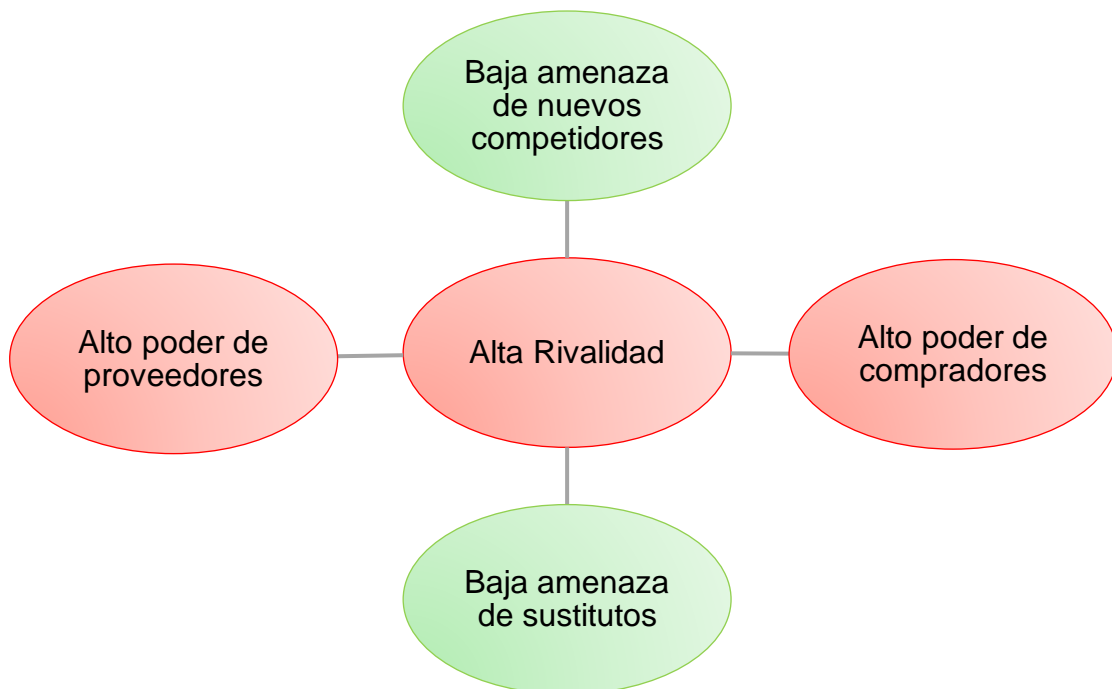 Baja amenaza
de nuevos
competidores
Alto poder de
proveedores
Alta Rivalidad
Alto poder de
compradores
Baja amenaza
de sustitutos